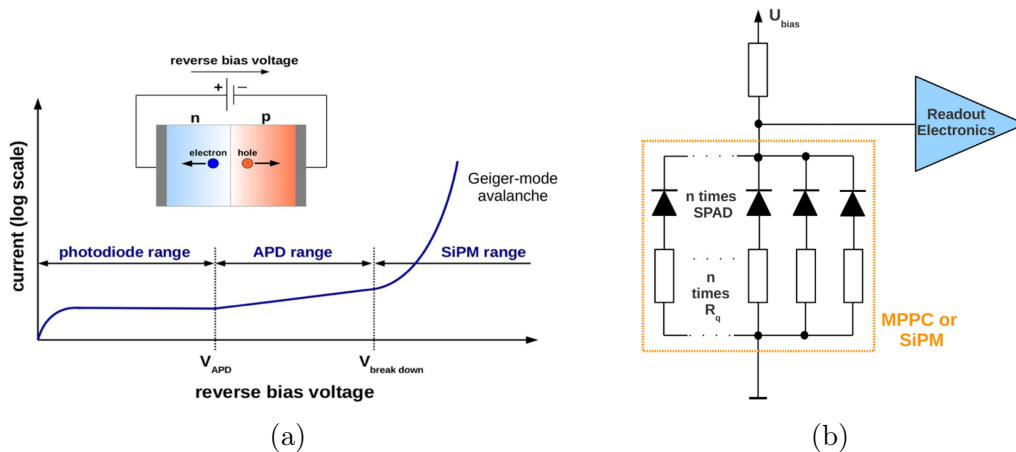 reverse bias voltage
+ −
n p
electron hole
current (log scale)
Geiger-mode
avalanche
photodiode range APD range SiPM range
V_APD V_break down
reverse bias voltage
(a)
U_bias
Readout
Electronics
n times
SPAD
n
times
R_q
MPPC or
SiPM
(b)